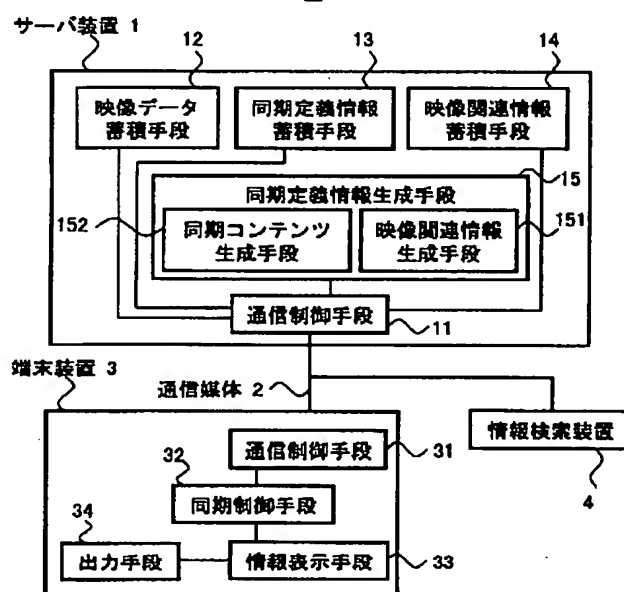 サーバ装置 1
12
13
14
映像データ
蓄積手段
同期定義情報
蓄積手段
映像関連情報
蓄積手段
15
同期定義情報生成手段
152
同期コンテンツ
生成手段
映像関連情報
生成手段
151
通信制御手段
11
端末装置 3
通信媒体 2
通信制御手段
31
情報検索装置
4
32
同期制御手段
34
出力手段
情報表示手段
33